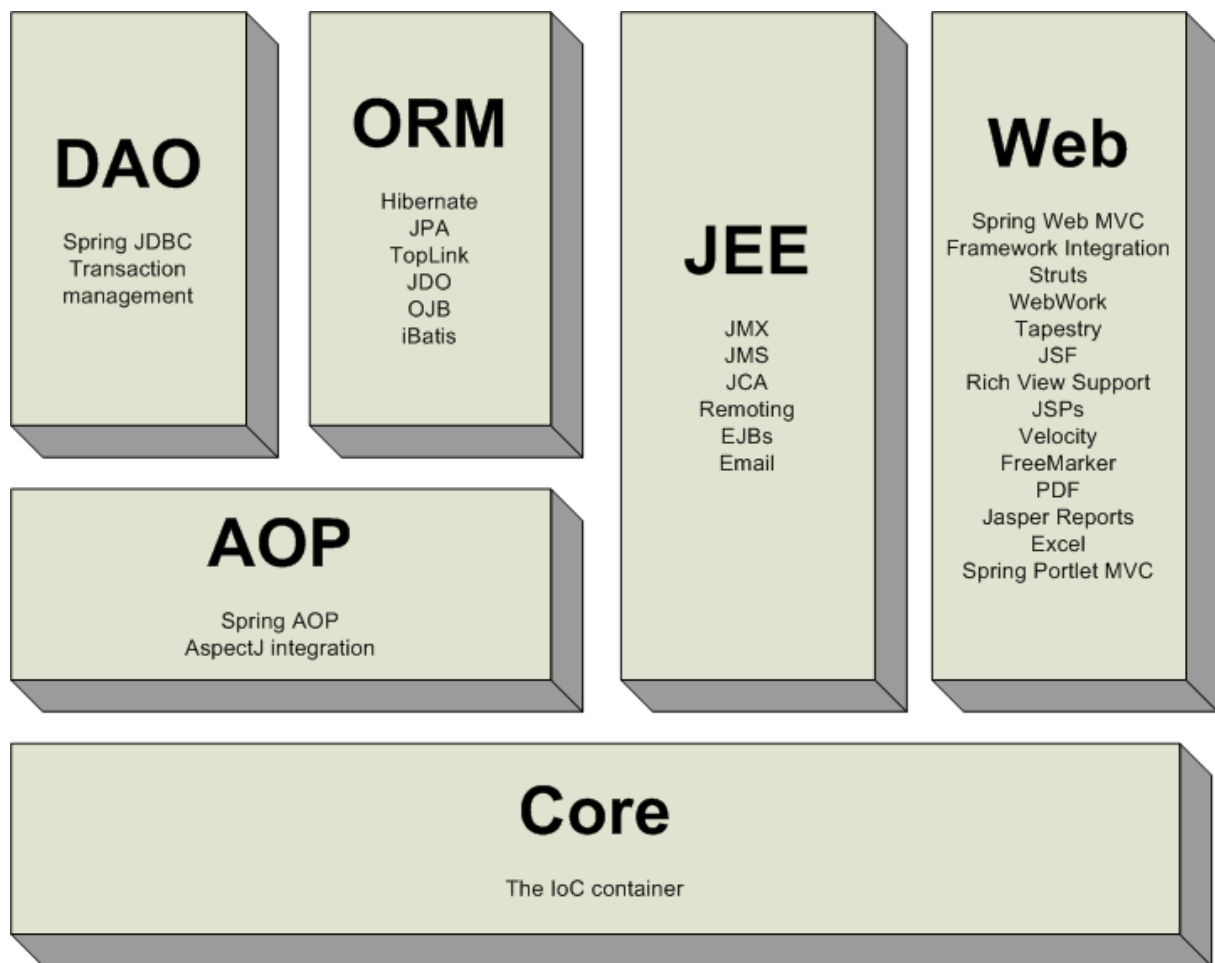 DAO
Spring JDBC
Transaction
management
ORM
Hibernate
JPA
TopLink
JDO
OJB
iBatis
JEE
JMX
JMS
JCA
Remoting
EJBs
Email
Web
Spring Web MVC
Framework Integration
Struts
WebWork
Tapestry
JSF
Rich View Support
JSPs
Velocity
FreeMarker
PDF
Jasper Reports
Excel
Spring Portlet MVC
AOP
Spring AOP
AspectJ integration
Core
The IoC container